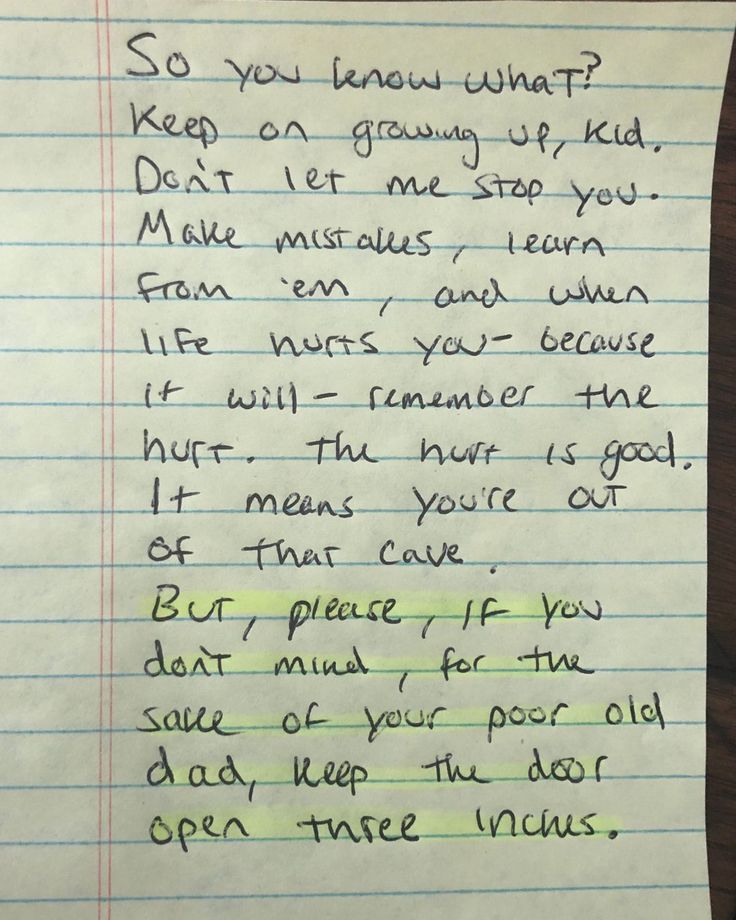 So you know what?
Keep on growing up, kid.
Don't let me stop you.
Make mistakes, learn
from 'em, and when
life hurts you- because
it will - remember the
hurt. The hurt is good.
It means you're out
of that cave.
But, please, if you
don't mind, for the
sake of your poor old
dad, keep the door
open three inches.